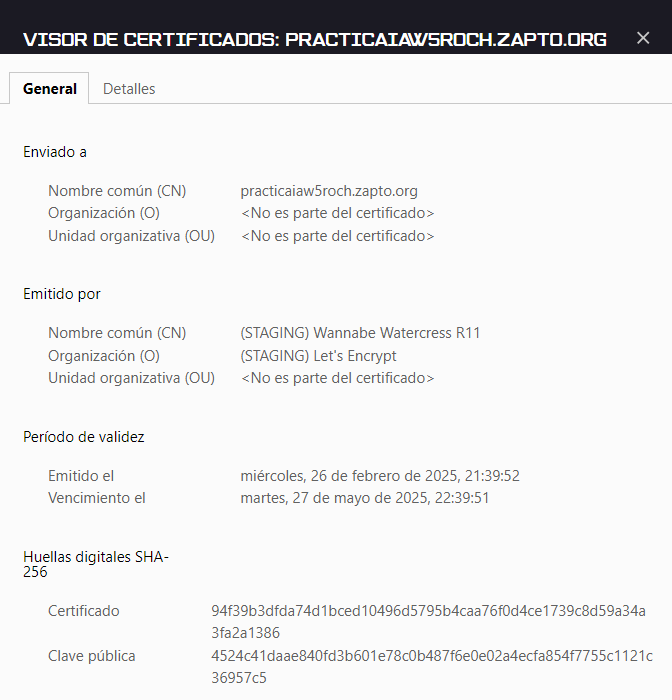 VISOR DE CERTIFICADOS: PRACTICAIAW5ROCH.ZAPTO.ORG
General Detalles
Enviado a
Nombre común (CN) practicaiaw5roch.zapto.org
Organización (O) <No es parte del certificado>
Unidad organizativa (OU) <No es parte del certificado>
Emitido por
Nombre común (CN) (STAGING) Wannabe Watercress R11
Organización (O) (STAGING) Let's Encrypt
Unidad organizativa (OU) <No es parte del certificado>
Período de validez
Emitido el miércoles, 26 de febrero de 2025, 21:39:52
Vencimiento el martes, 27 de mayo de 2025, 22:39:51
Huellas digitales SHA-
256
Certificado 94f39b3dfda74d1bced10496d5795b4caa76f0d4ce1739c8d59a34a
3fa2a1386
Clave pública 4524c41daae840fd3b601e78c0b487f6e0e02a4ecfa854f7755c1121c
36957c5